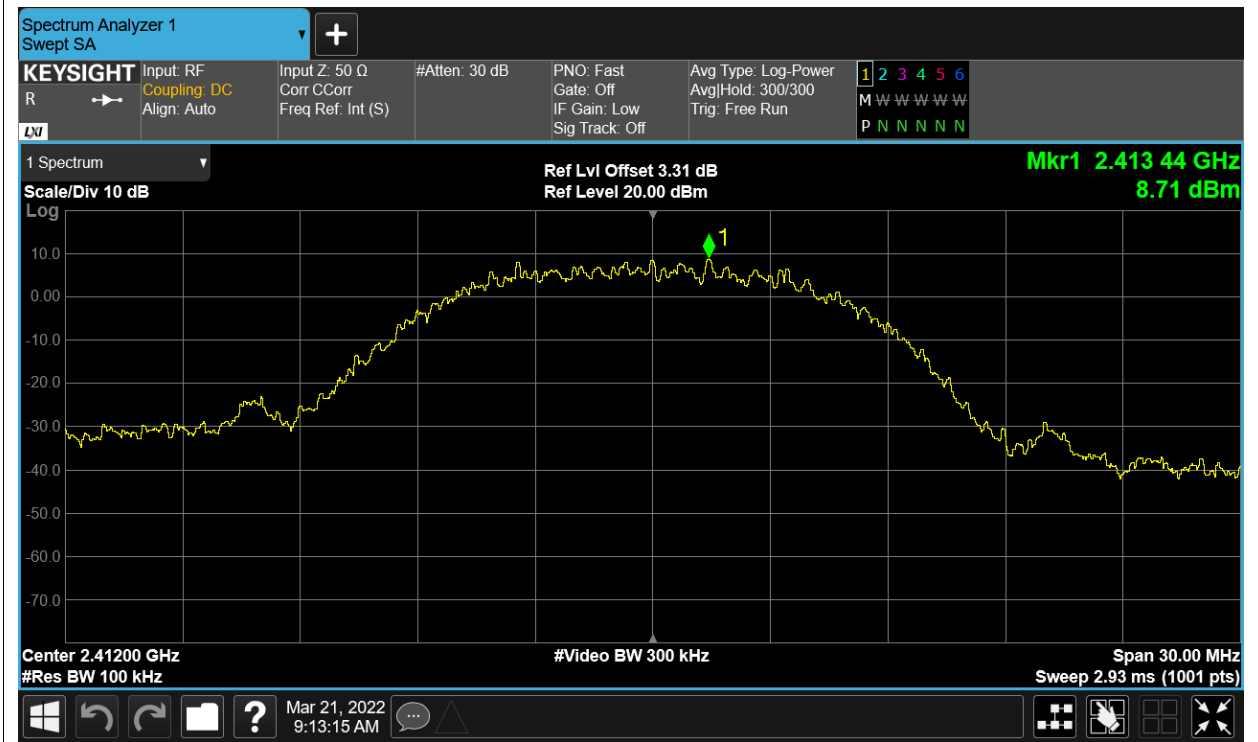 Spectrum Analyzer 1
Swept SA
+
KEYSIGHT
R
LXI
Input: RF
Coupling: DC
Align: Auto
Input Z: 50 Ω
Corr CCorr
Freq Ref: Int (S)
#Atten: 30 dB
PNO: Fast
Gate: Off
IF Gain: Low
Sig Track: Off
Avg Type: Log-Power
Avg|Hold: 300/300
Trig: Free Run
1 2 3 4 5 6
M W W W W W
P N N N N N
1 Spectrum
Scale/Div 10 dB
Log
Ref Lvl Offset 3.31 dB
Ref Level 20.00 dBm
Mkr1 2.413 44 GHz
8.71 dBm
1
10.0
0.00
-10.0
-20.0
-30.0
-40.0
-50.0
-60.0
-70.0
Center 2.41200 GHz
#Res BW 100 kHz
#Video BW 300 kHz
Span 30.00 MHz
Sweep 2.93 ms (1001 pts)
?
Mar 21, 2022
9:13:15 AM